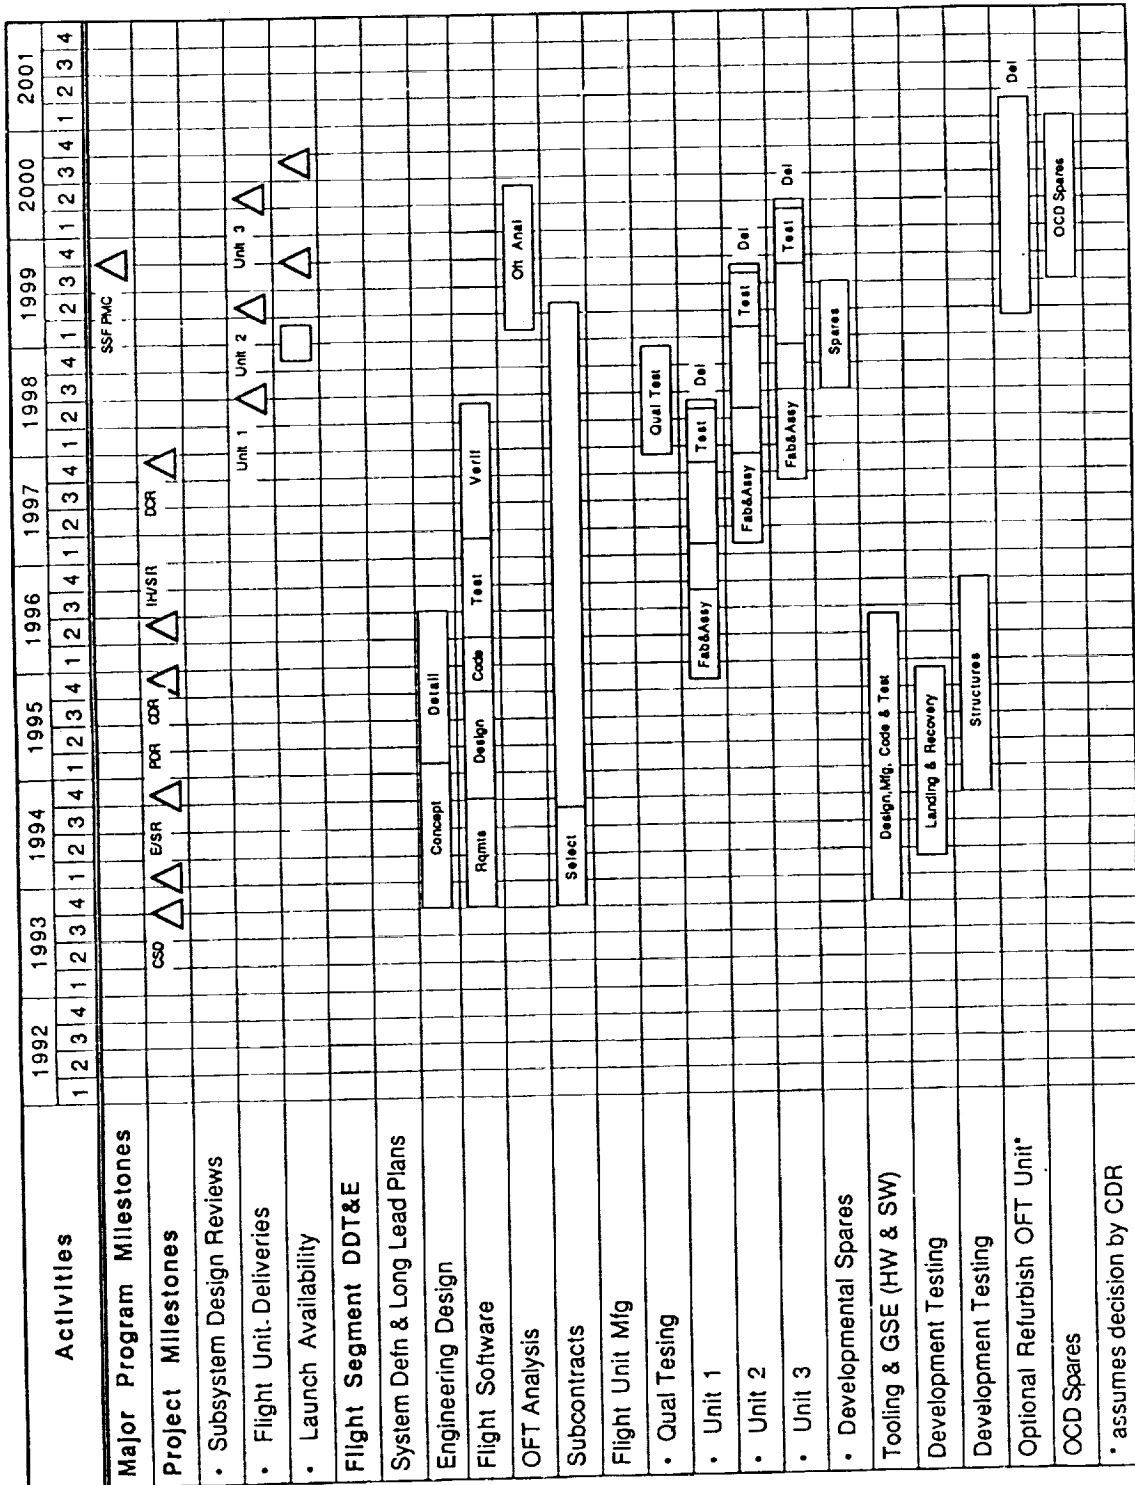 Activities 1992 1993 1994 1995 1996 1997 1998 1999 2000 2001
1 2 3 4 1 2 3 4 1 2 3 4 1 2 3 4 1 2 3 4 1 2 3 4 1 2 3 4 1 2 3 4 1 2 3 4 1 2 3 4
Major Program Milestones SSF PMC
Project Milestones CSD E/SR PDR CDR IH/SR DCR
• Subsystem Design Reviews
• Flight Unit-Deliveries Unit 1 Unit 2 Unit 3
• Launch Availability
Flight Segment DDT&E
System Defn & Long Lead Plans
Engineering Design Concept Detail
Flight Software Rqmts Design Code Test Verif
OFT Analysis Oft Anal
Subcontracts Select
Flight Unit Mfg
• Qual Testing Qual Test
• Unit 1 Fab&Assy Test Del
• Unit 2 Fab&Assy Test Del
• Unit 3 Fab&Assy Test Del
• Developmental Spares Spares
Tooling & GSE (HW & SW) Design,Mfg, Code & Test
Development Testing Landing & Recovery
Development Testing Structures
Optional Refurbish OFT Unit* Del
OCD Spares OCD Spares
* assumes decision by CDR